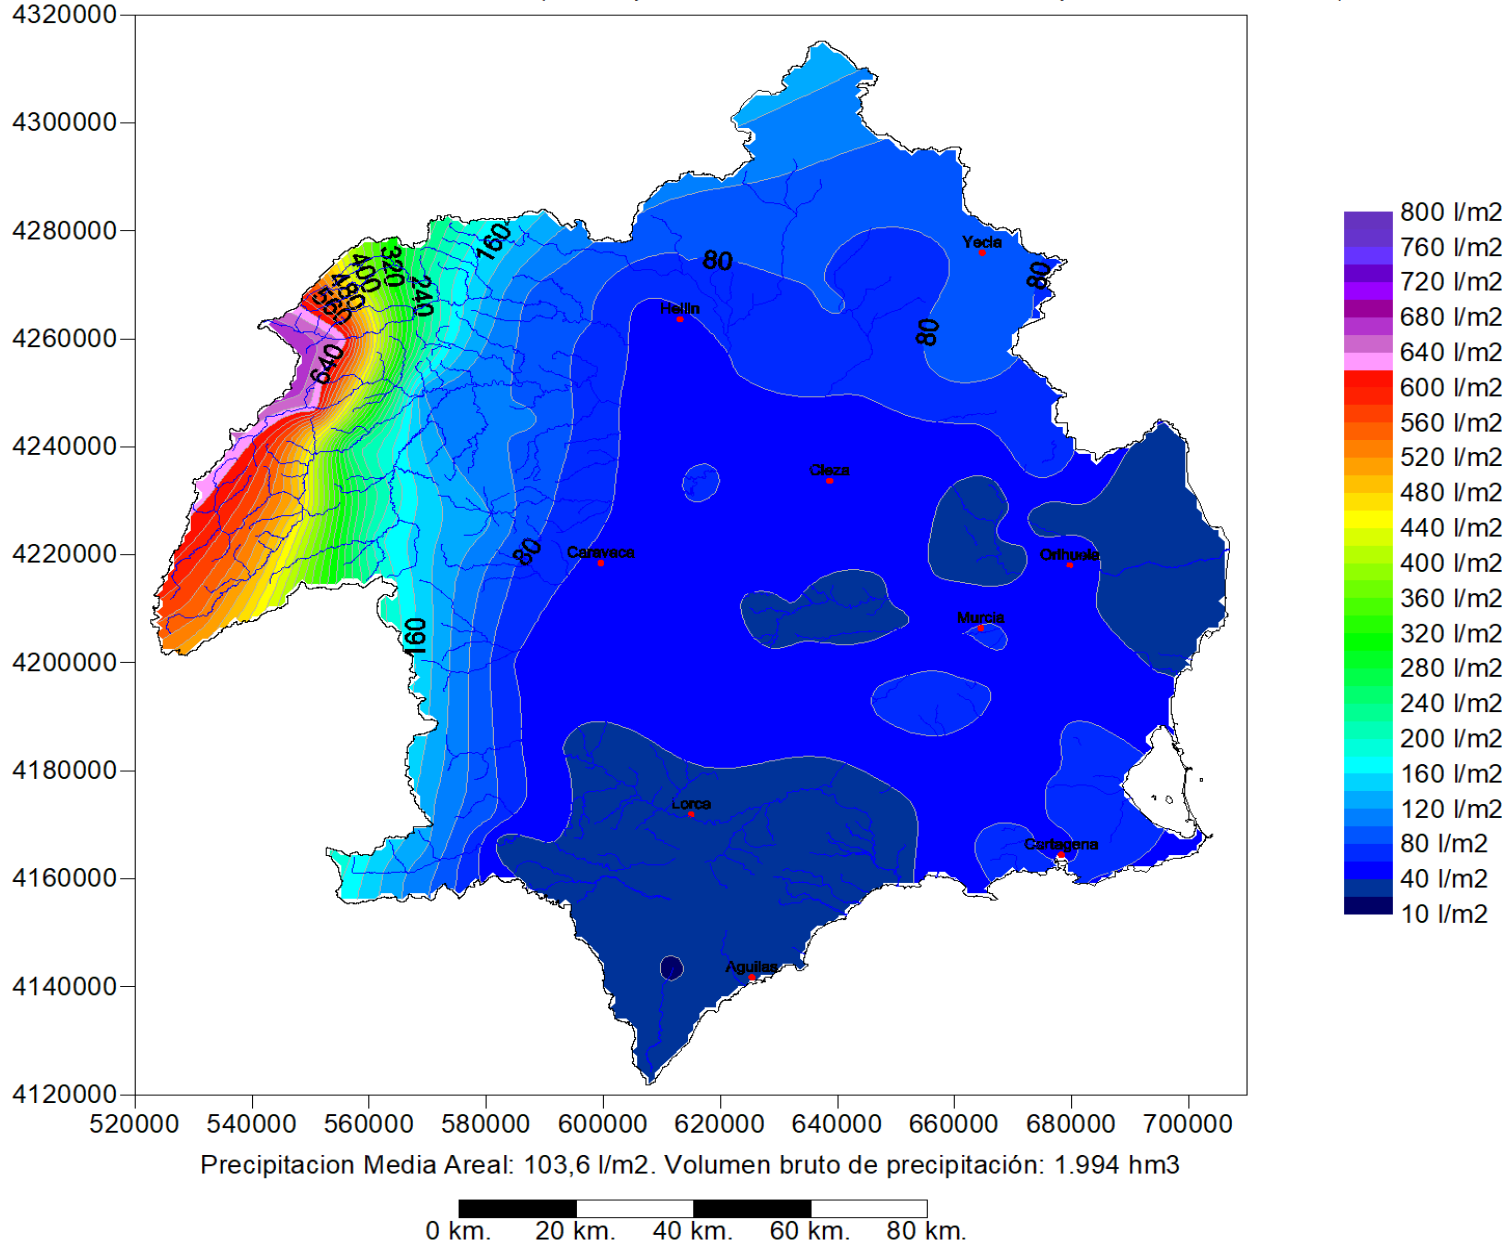 4320000
4300000
4280000
4260000
4240000
4220000
4200000
4180000
4160000
4140000
4120000
520000 540000 560000 580000 600000 620000 640000 660000 680000 700000
160
80
Yecla
80
320
400
240
480
560
Hellin
80
640
Cieza
80
Caravaca
Orihuela
Murcia
160
Lorca
Cartagena
Aguilas
800 l/m2
760 l/m2
720 l/m2
680 l/m2
640 l/m2
600 l/m2
560 l/m2
520 l/m2
480 l/m2
440 l/m2
400 l/m2
360 l/m2
320 l/m2
280 l/m2
240 l/m2
200 l/m2
160 l/m2
120 l/m2
80 l/m2
40 l/m2
10 l/m2
Precipitacion Media Areal: 103,6 l/m2. Volumen bruto de precipitación: 1.994 hm3
0 km. 20 km. 40 km. 60 km. 80 km.